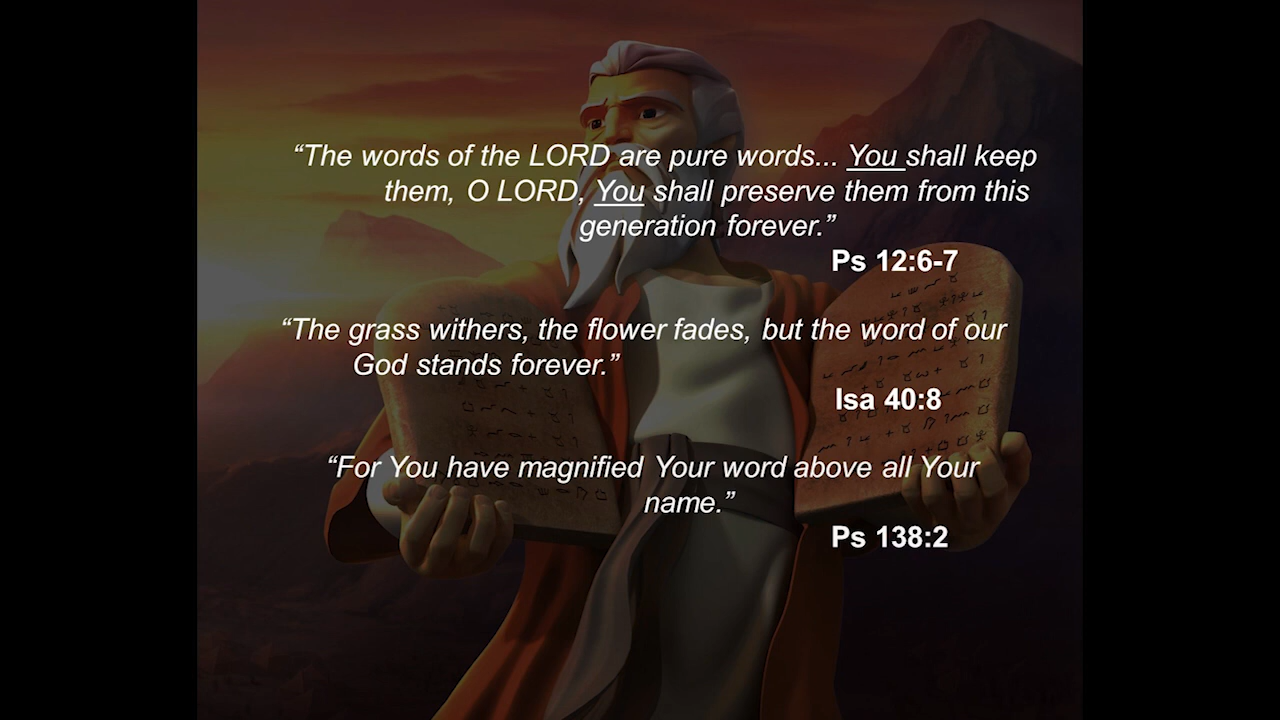 “The words of the LORD are pure words... You shall keep
them, O LORD, You shall preserve them from this
generation forever.”
Ps 12:6-7
“The grass withers, the flower fades, but the word of our
God stands forever.”
Isa 40:8
“For You have magnified Your word above all Your
name.”
Ps 138:2